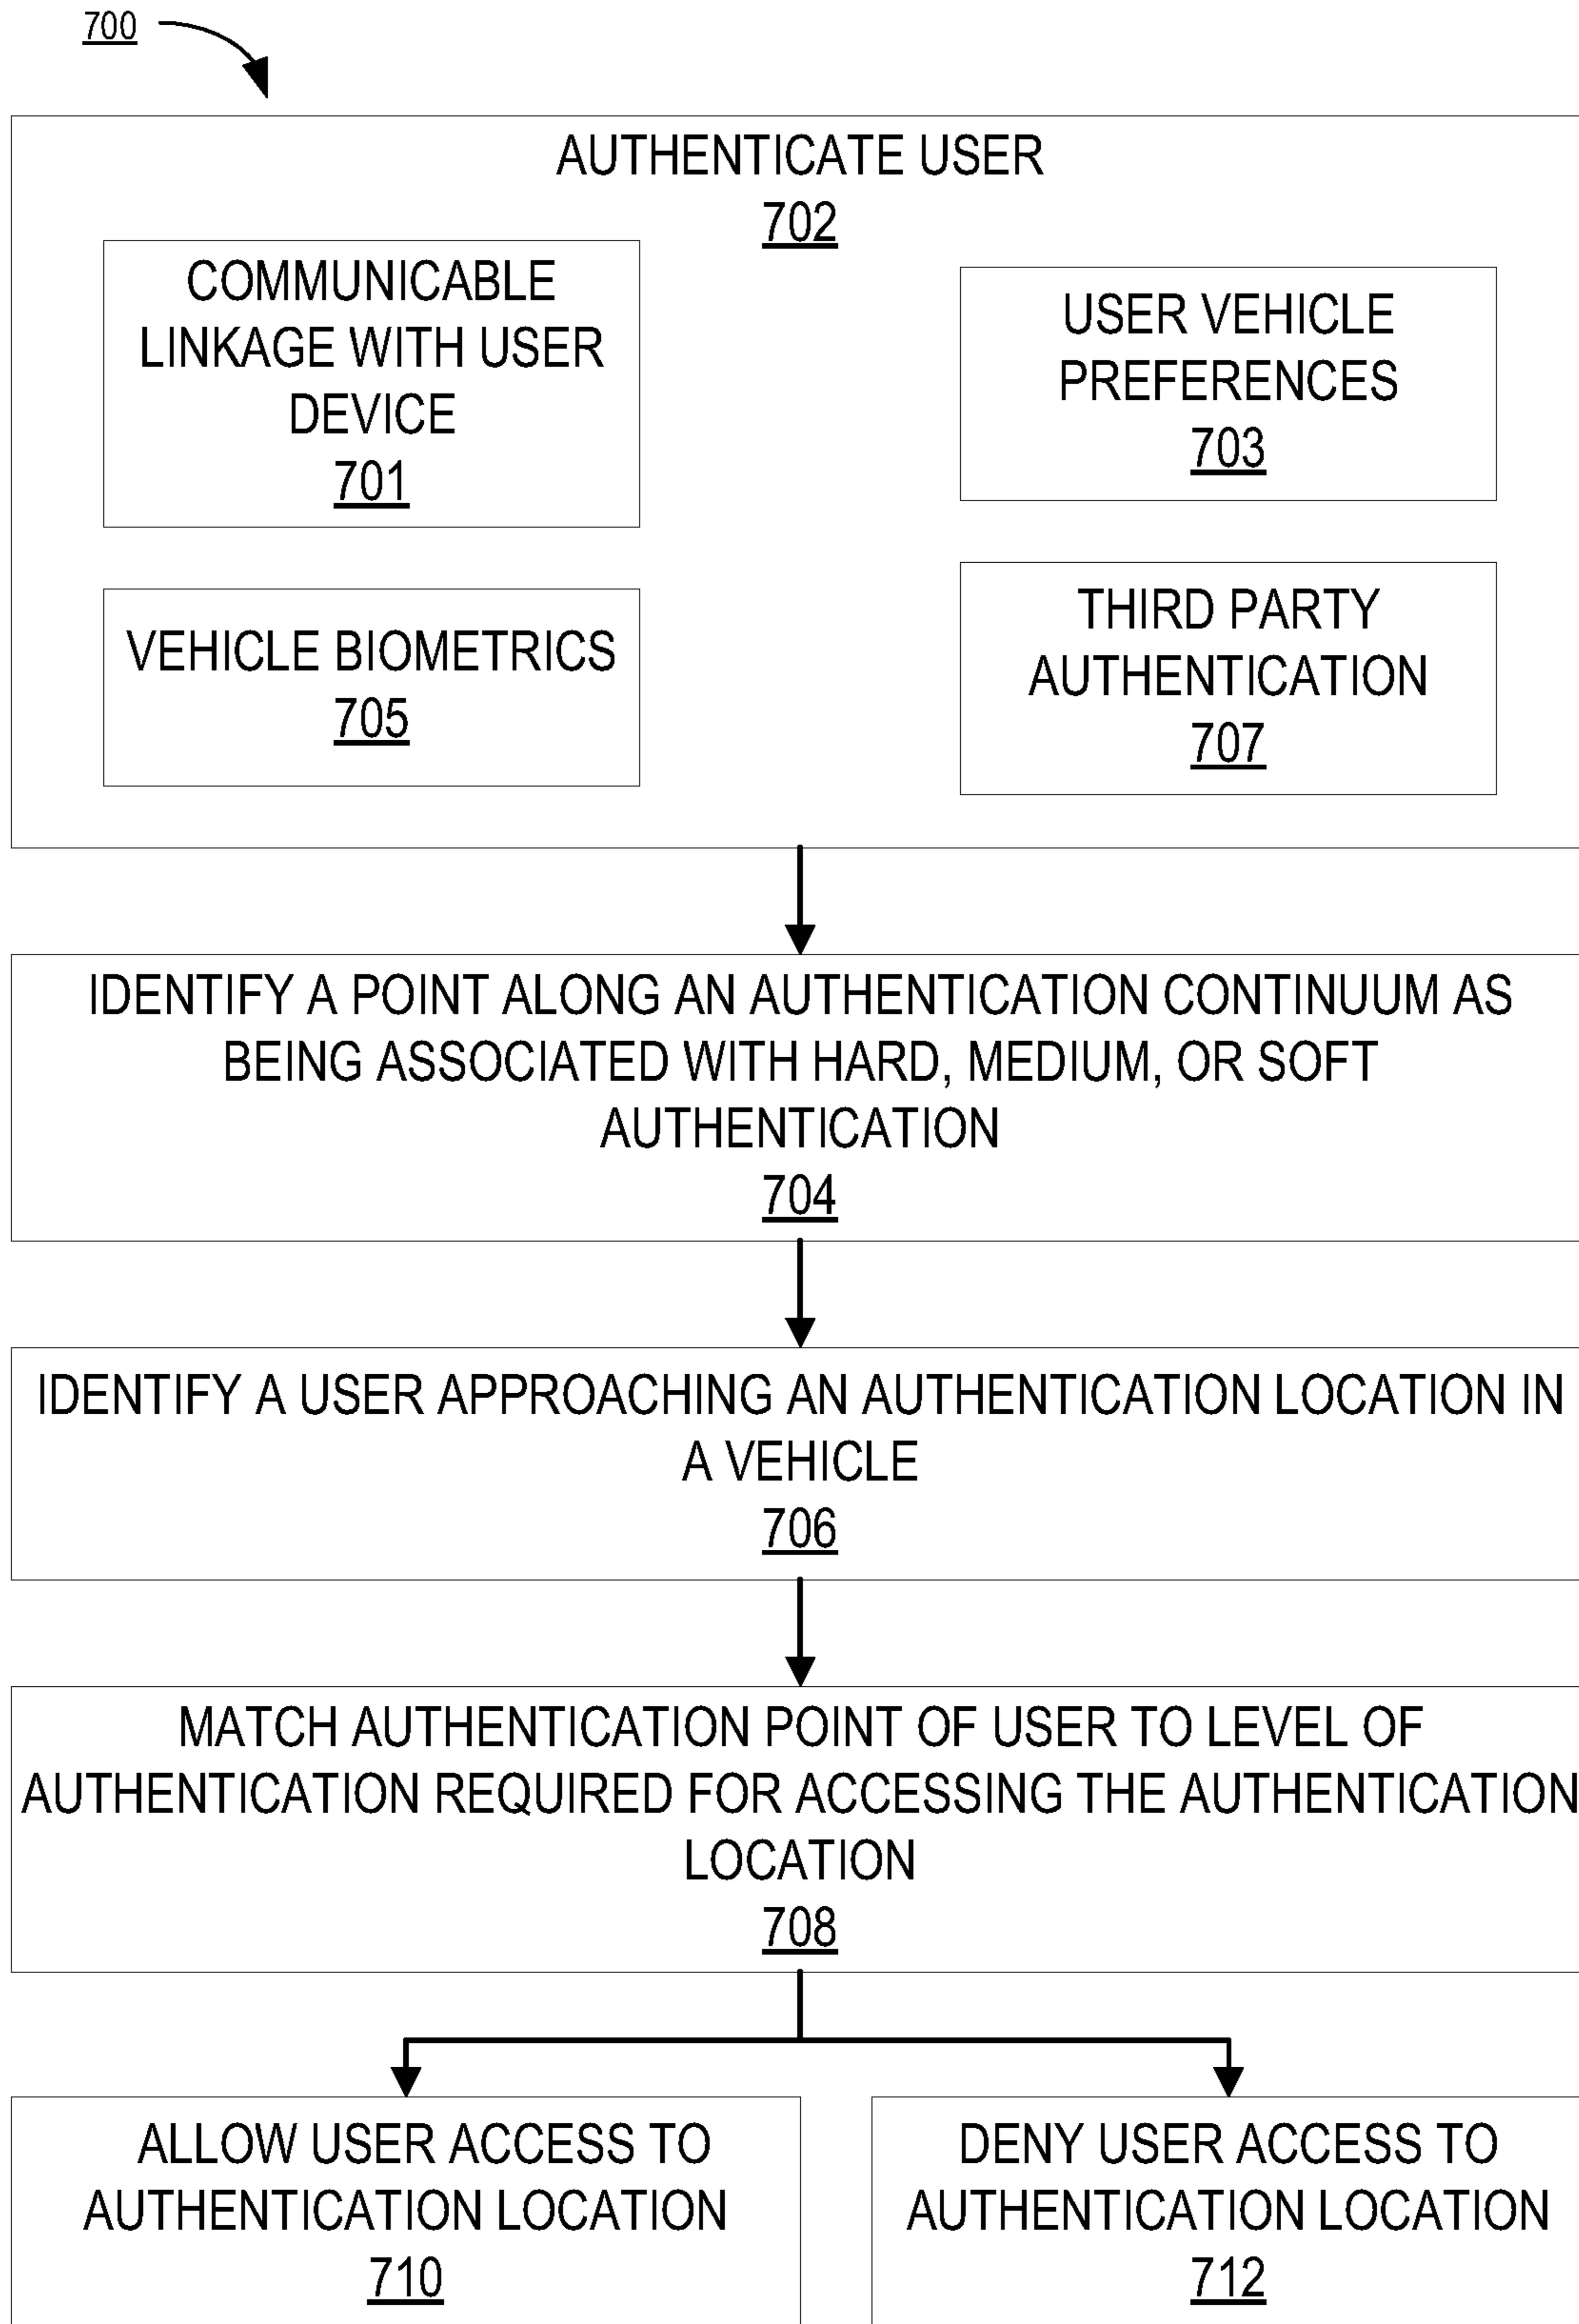 700
AUTHENTICATE USER
702
COMMUNICABLE
LINKAGE WITH USER
DEVICE
701
USER VEHICLE
PREFERENCES
703
VEHICLE BIOMETRICS
705
THIRD PARTY
AUTHENTICATION
707
IDENTIFY A POINT ALONG AN AUTHENTICATION CONTINUUM AS
BEING ASSOCIATED WITH HARD, MEDIUM, OR SOFT
AUTHENTICATION
704
IDENTIFY A USER APPROACHING AN AUTHENTICATION LOCATION IN
A VEHICLE
706
MATCH AUTHENTICATION POINT OF USER TO LEVEL OF
AUTHENTICATION REQUIRED FOR ACCESSING THE AUTHENTICATION
LOCATION
708
ALLOW USER ACCESS TO
AUTHENTICATION LOCATION
710
DENY USER ACCESS TO
AUTHENTICATION LOCATION
712